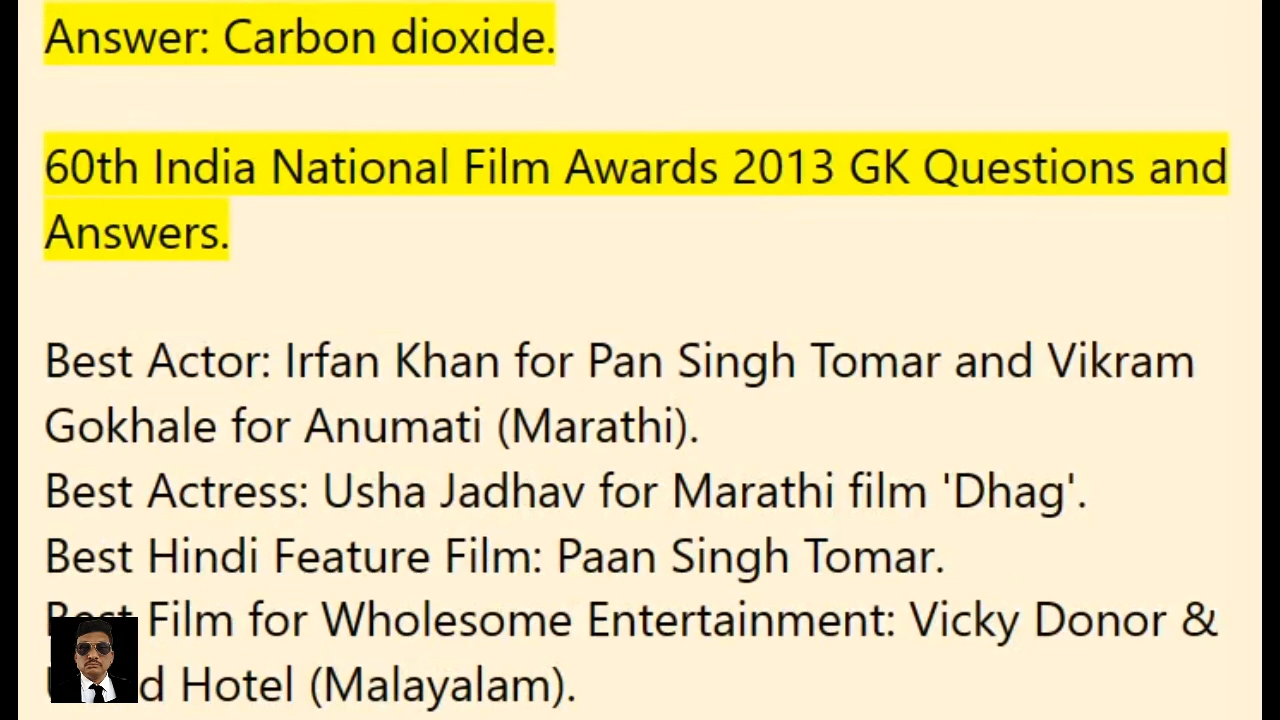 Answer: Carbon dioxide.
60th India National Film Awards 2013 GK Questions and
Answers.
Best Actor: Irfan Khan for Pan Singh Tomar and Vikram
Gokhale for Anumati (Marathi).
Best Actress: Usha Jadhav for Marathi film 'Dhag'.
Best Hindi Feature Film: Paan Singh Tomar.
Best Film for Wholesome Entertainment: Vicky Donor &
Hotel (Malayalam).